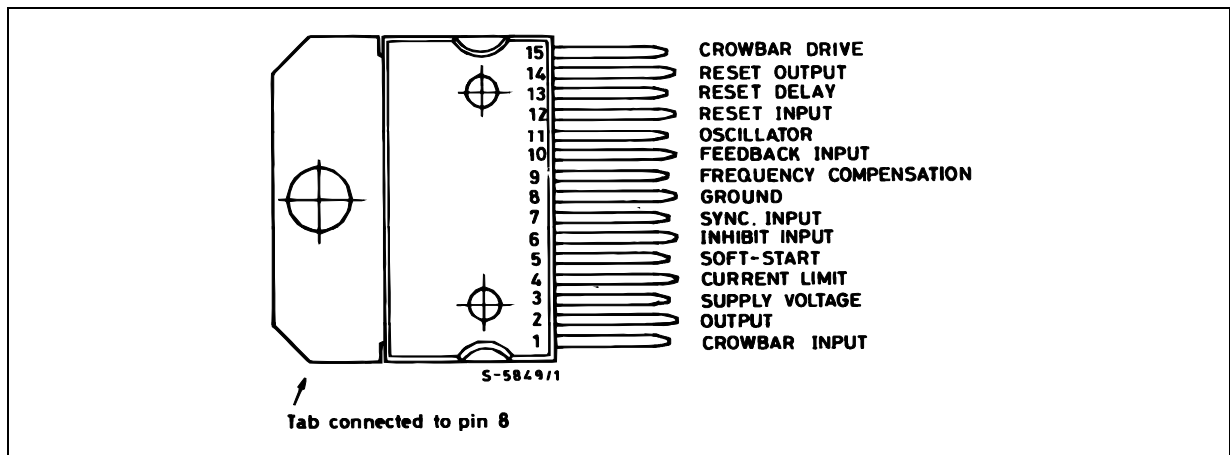 15 CROWBAR DRIVE
14 RESET OUTPUT
13 RESET DELAY
12 RESET INPUT
11 OSCILLATOR
10 FEEDBACK INPUT
9 FREQUENCY COMPENSATION
8 GROUND
7 SYNC. INPUT
6 INHIBIT INPUT
5 SOFT-START
4 CURRENT LIMIT
3 SUPPLY VOLTAGE
2 OUTPUT
1 CROWBAR INPUT
S-5849/1
Tab connected to pin 8